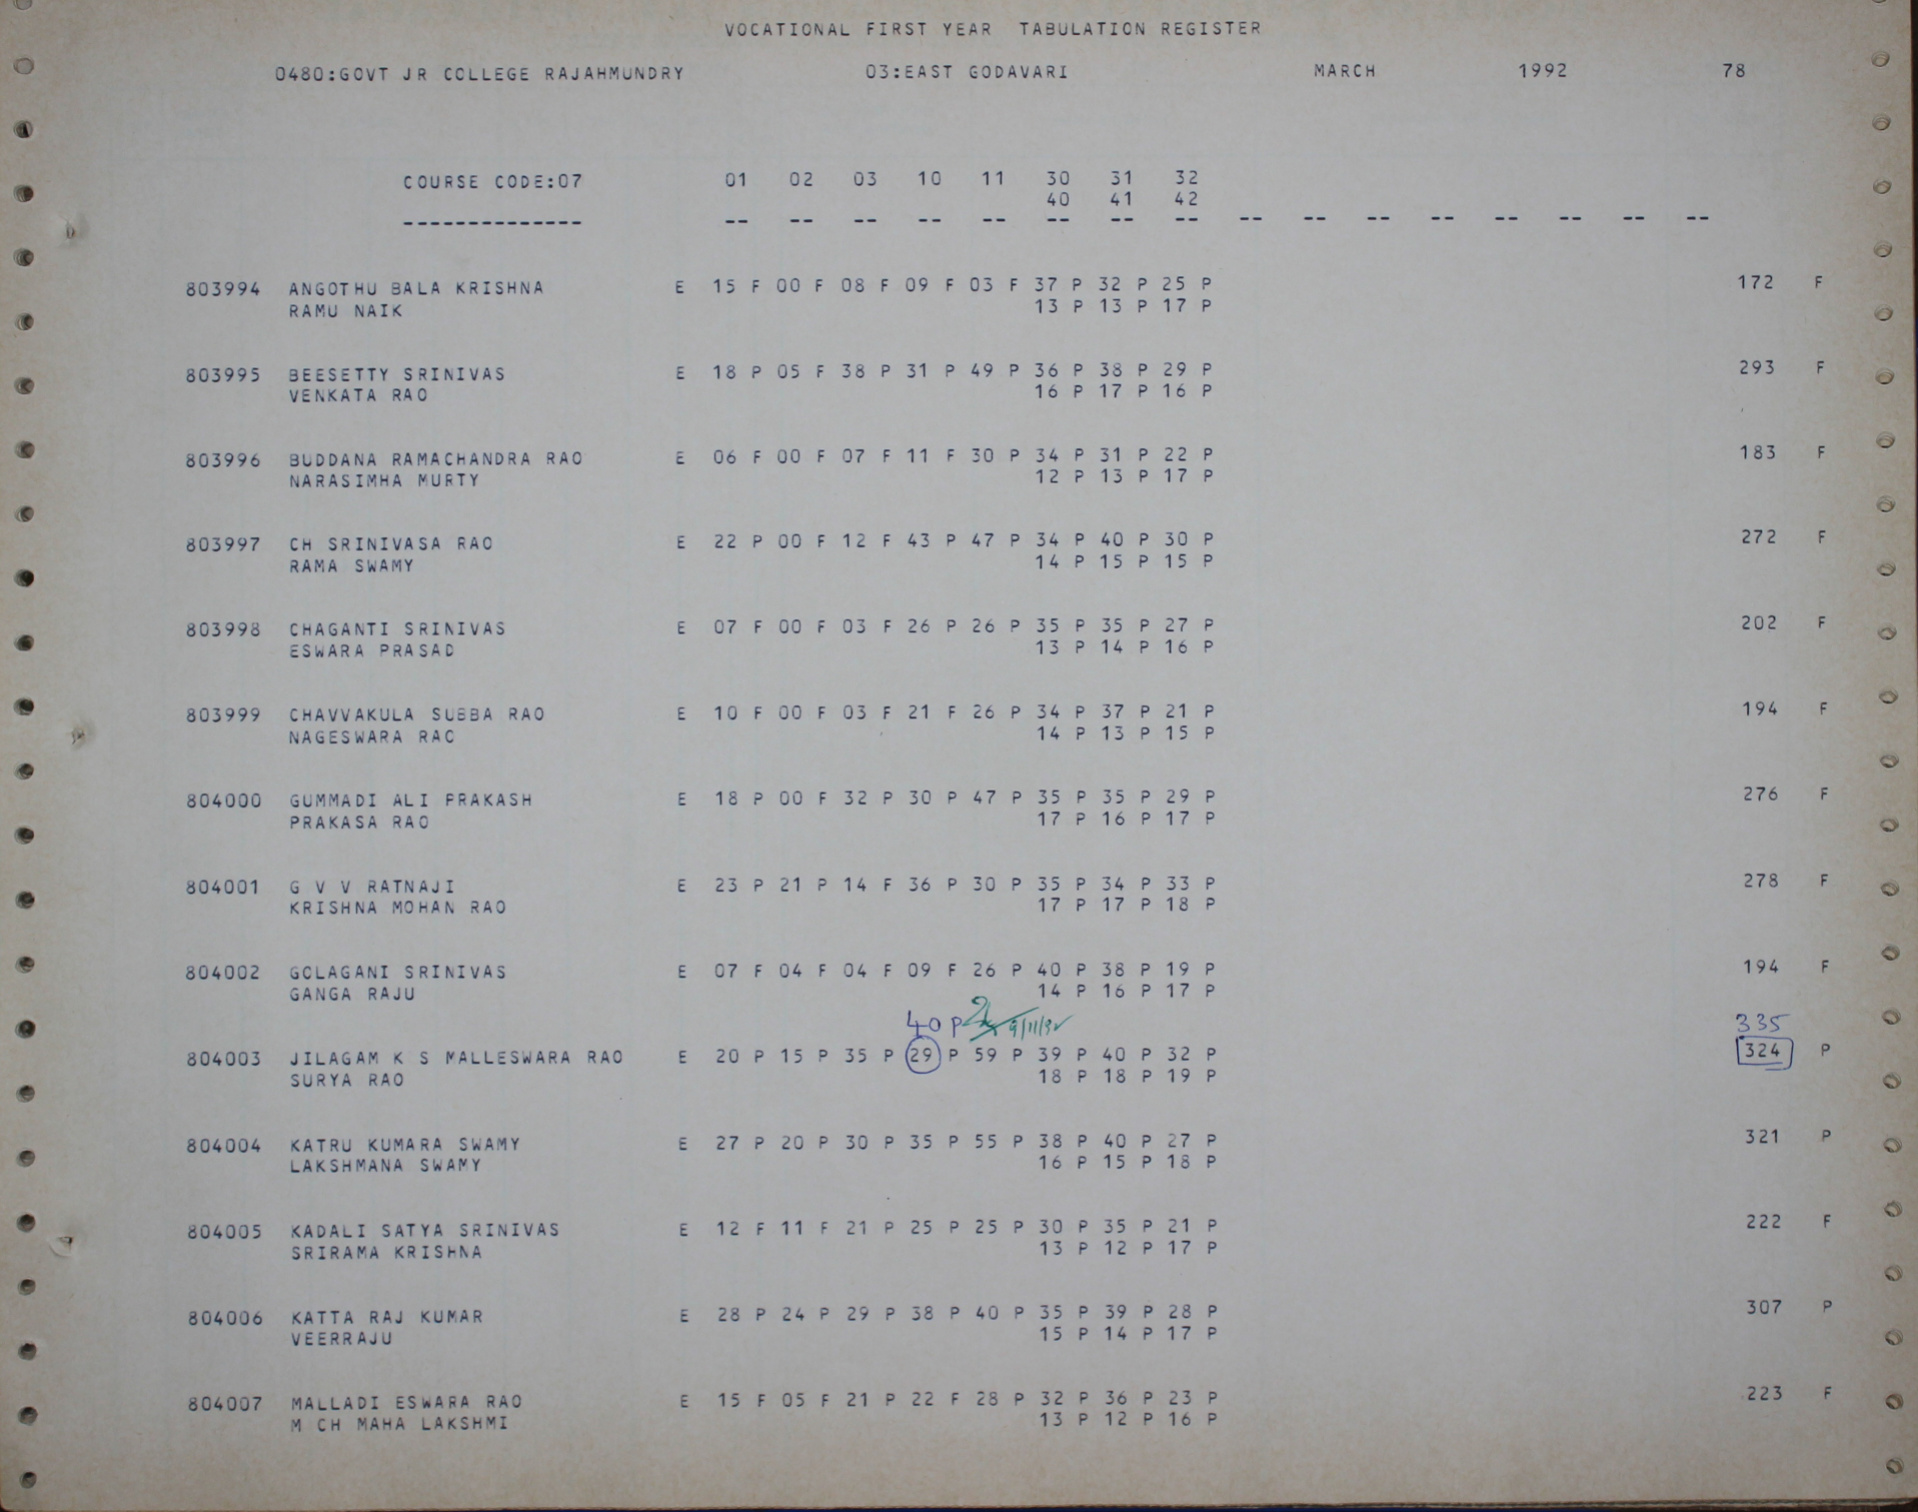 VOCATIONAL FIRST YEAR TABULATION REGISTER
0480:GOVT JR COLLEGE RAJAHMUNDRY 03:EAST GODAVARI MARCH 1992 78
COURSE CODE:07 01 02 03 10 11 30 31 32
40 41 42
-------------- -- -- -- -- -- -- -- -- -- -- -- -- -- -- -- --
803994 ANGOTHU BALA KRISHNA E 15 F 00 F 08 F 09 F 03 F 37 P 32 P 25 P 172 F
RAMU NAIK 13 P 13 P 17 P
803995 BEESETTY SRINIVAS E 18 P 05 F 38 P 31 P 49 P 36 P 38 P 29 P 293 F
VENKATA RAO 16 P 17 P 16 P
803996 BUDDANA RAMACHANDRA RAO E 06 F 00 F 07 F 11 F 30 P 34 P 31 P 22 P 183 F
NARASIMHA MURTY 12 P 13 P 17 P
803997 CH SRINIVASA RAO E 22 P 00 F 12 F 43 P 47 P 34 P 40 P 30 P 272 F
RAMA SWAMY 14 P 15 P 15 P
803998 CHAGANTI SRINIVAS E 07 F 00 F 03 F 26 P 26 P 35 P 35 P 27 P 202 F
ESWARA PRASAD 13 P 14 P 16 P
803999 CHAVVAKULA SUBBA RAO E 10 F 00 F 03 F 21 F 26 P 34 P 37 P 21 P 194 F
NAGESWARA RAO 14 P 13 P 15 P
804000 GUMMADI ALI PRAKASH E 18 P 00 F 32 P 30 P 47 P 35 P 35 P 29 P 276 F
PRAKASA RAO 17 P 16 P 17 P
804001 G V V RATNAJI E 23 P 21 P 14 F 36 P 30 P 35 P 34 P 33 P 278 F
KRISHNA MOHAN RAO 17 P 17 P 18 P
804002 GOLAGANI SRINIVAS E 07 F 04 F 04 F 09 F 26 P 40 P 38 P 19 P 194 F
GANGA RAJU 14 P 16 P 17 P
40 P 9/11/92 335
804003 JILAGAM K S MALLESWARA RAO E 20 P 15 P 35 P 29 P 59 P 39 P 40 P 32 P 324 P
SURYA RAO 18 P 18 P 19 P
804004 KATRU KUMARA SWAMY E 27 P 20 P 30 P 35 P 55 P 38 P 40 P 27 P 321 P
LAKSHMANA SWAMY 16 P 15 P 18 P
804005 KADALI SATYA SRINIVAS E 12 F 11 F 21 P 25 P 25 P 30 P 35 P 21 P 222 F
SRIRAMA KRISHNA 13 P 12 P 17 P
804006 KATTA RAJ KUMAR E 28 P 24 P 29 P 38 P 40 P 35 P 39 P 28 P 307 P
VEERRAJU 15 P 14 P 17 P
804007 MALLADI ESWARA RAO E 15 F 05 F 21 P 22 F 28 P 32 P 36 P 23 P 223 F
M CH MAHA LAKSHMI 13 P 12 P 16 P